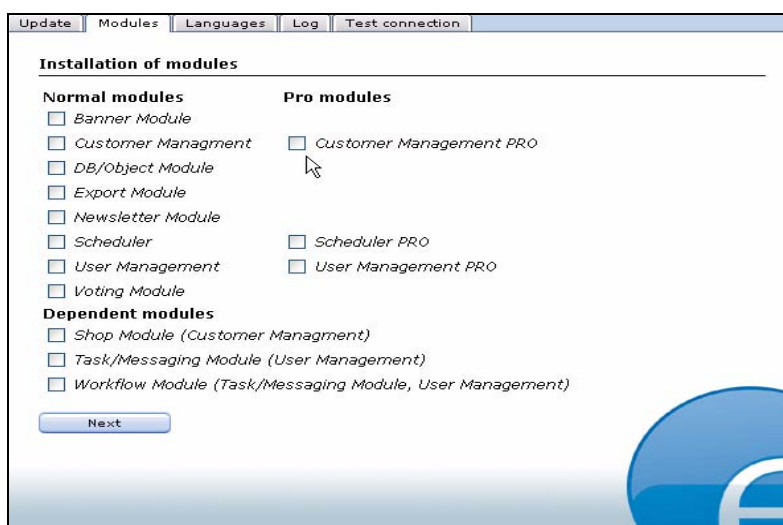 Update Modules Languages Log Test connection
Installation of modules
Normal modules Pro modules
Banner Module
Customer Managment Customer Management PRO
DB/Object Module
Export Module
Newsletter Module
Scheduler Scheduler PRO
User Management User Management PRO
Voting Module
Dependent modules
Shop Module (Customer Managment)
Task/Messaging Module (User Management)
Workflow Module (Task/Messaging Module, User Management)
Next